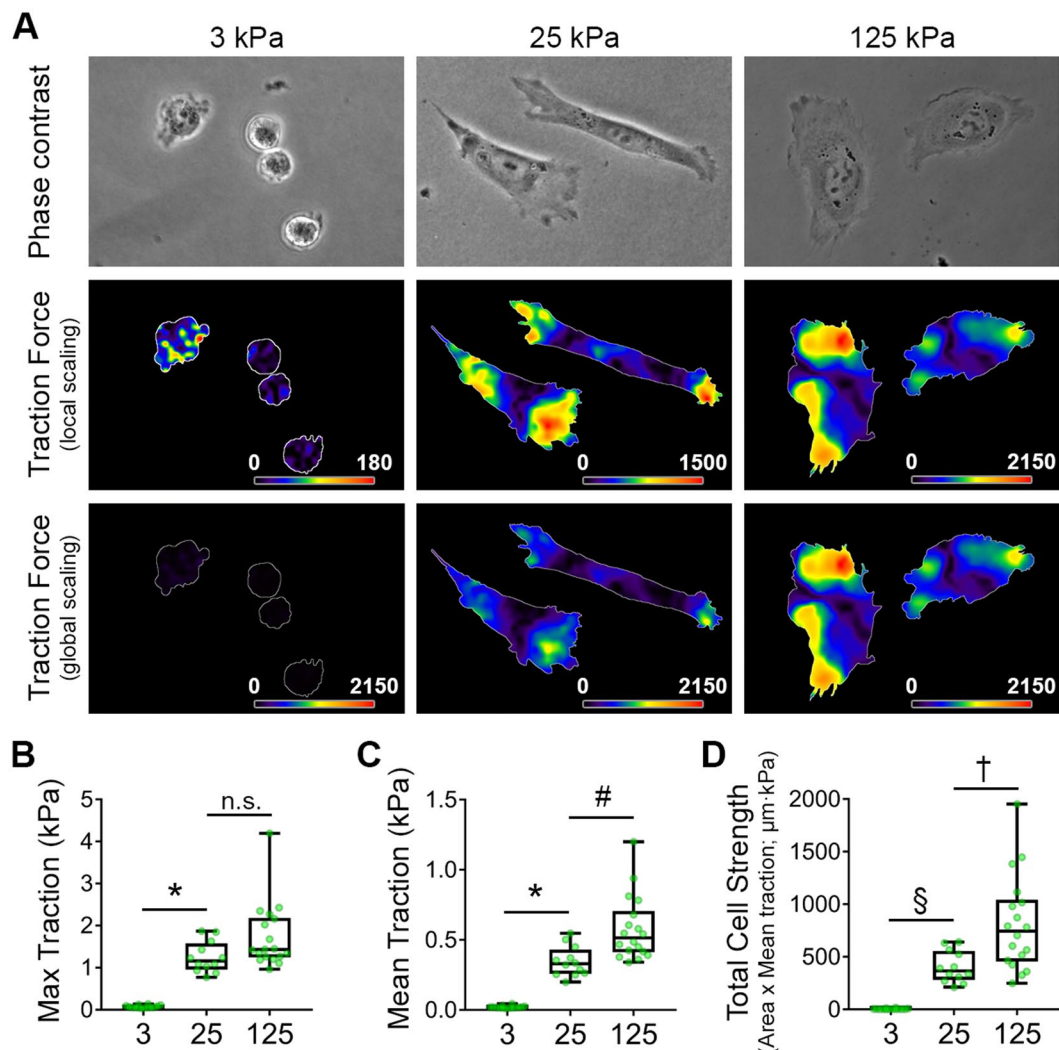 A
3 kPa 25 kPa 125 kPa
Phase contrast
Traction Force
(local scaling)
0 180
0 1500
0 2150
Traction Force
(global scaling)
0 2150
0 2150
0 2150
B
Max Traction (kPa)
5
4
3
2
1
0
*
n.s.
3 25 125
C
Mean Traction (kPa)
1.5
1.0
0.5
0.0
*
#
3 25 125
D
Total Cell Strength
(Area x Mean traction; µm·kPa)
2000
1500
1000
500
0
§
†
3 25 125